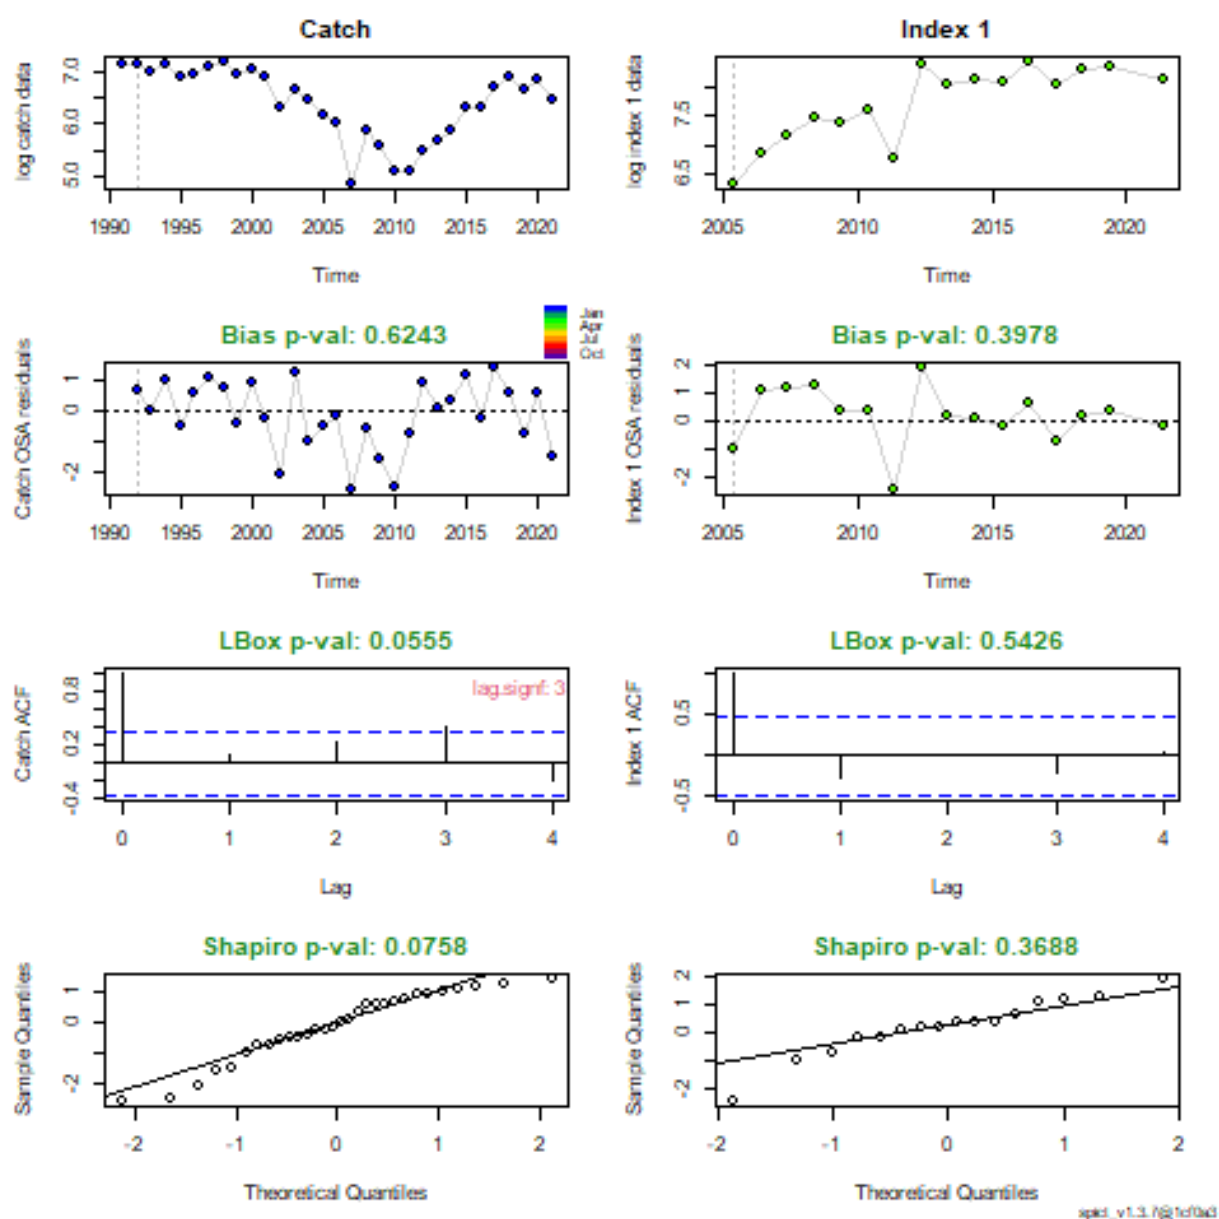 Catch
Index 1
log catch data
5.0 6.0 7.0
1990 1995 2000 2005 2010 2015 2020
Time
log index 1 data
6.5 7.5
2005 2010 2015 2020
Time
Bias p-val: 0.6243
Jan
Apr
Jul
Oct
Catch OSA residuals
-2 0 1
1990 1995 2000 2005 2010 2015 2020
Time
Bias p-val: 0.3978
Index 1 OSA residuals
-2 0 1 2
2005 2010 2015 2020
Time
LBox p-val: 0.0555
lag.signf: 3
Catch ACF
-0.4 0.2 0.8
0 1 2 3 4
Lag
LBox p-val: 0.5426
Index 1 ACF
-0.5 0.5
0 1 2 3 4
Lag
Shapiro p-val: 0.0758
Sample Quantiles
-2 0 1
-2 -1 0 1 2
Theoretical Quantiles
Shapiro p-val: 0.3688
Sample Quantiles
-2 0 1 2
-2 -1 0 1 2
Theoretical Quantiles